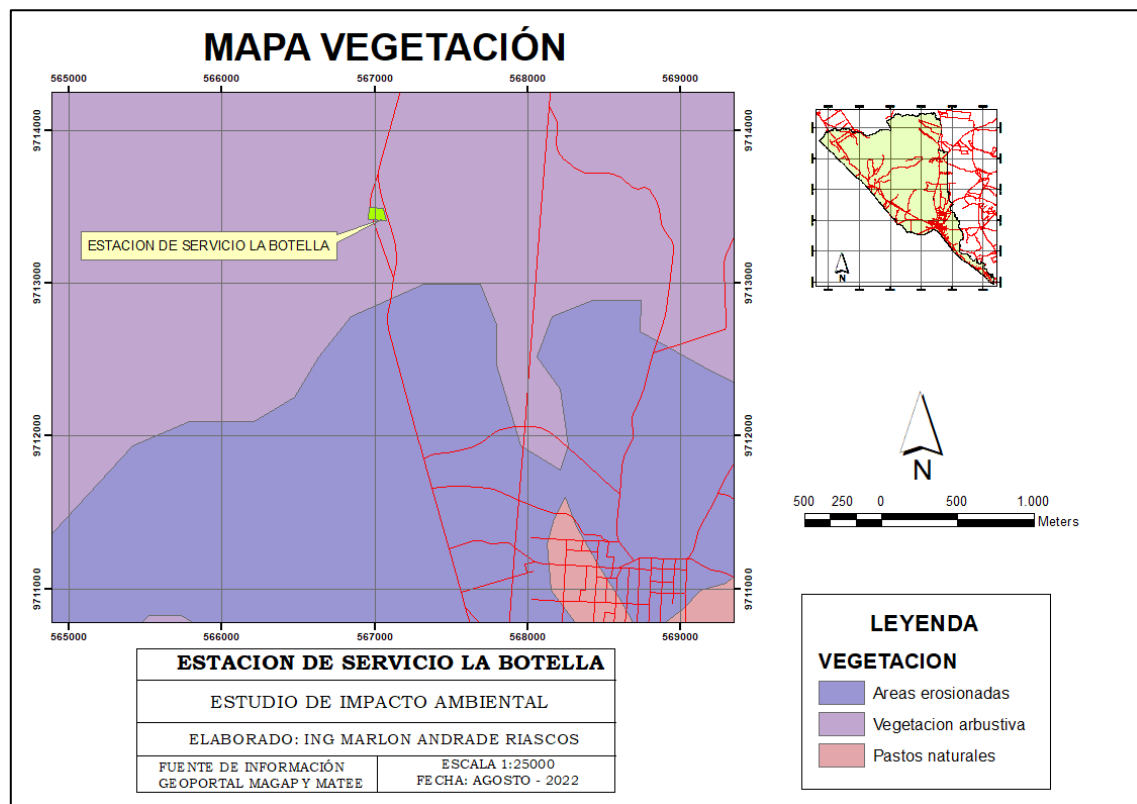 MAPA VEGETACIÓN
565000 566000 567000 568000 569000
9714000 9714000
ESTACION DE SERVICIO LA BOTELLA
9713000 9713000
9712000 9712000
9711000 9711000
565000 566000 567000 568000 569000
N
500 250 0 500 1.000
Meters
ESTACION DE SERVICIO LA BOTELLA
ESTUDIO DE IMPACTO AMBIENTAL
ELABORADO: ING MARLON ANDRADE RIASCOS
FUENTE DE INFORMACIÓN
GEOPORTAL MAGAP Y MATEE
ESCALA 1:25000
FECHA: AGOSTO - 2022
LEYENDA
VEGETACION
Areas erosionadas
Vegetacion arbustiva
Pastos naturales